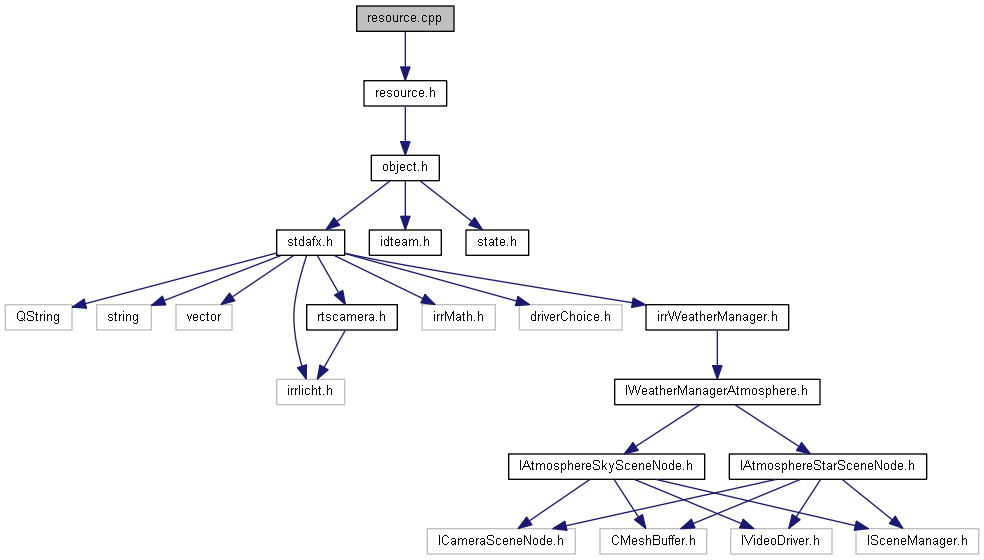 resource.cpp
resource.h
object.h
stdafx.h
idteam.h
state.h
QString
string
vector
rtscamera.h
irrMath.h
driverChoice.h
irrWeatherManager.h
irrlicht.h
IWeatherManagerAtmosphere.h
IAtmosphereSkySceneNode.h
IAtmosphereStarSceneNode.h
ICameraSceneNode.h
CMeshBuffer.h
IVideoDriver.h
ISceneManager.h